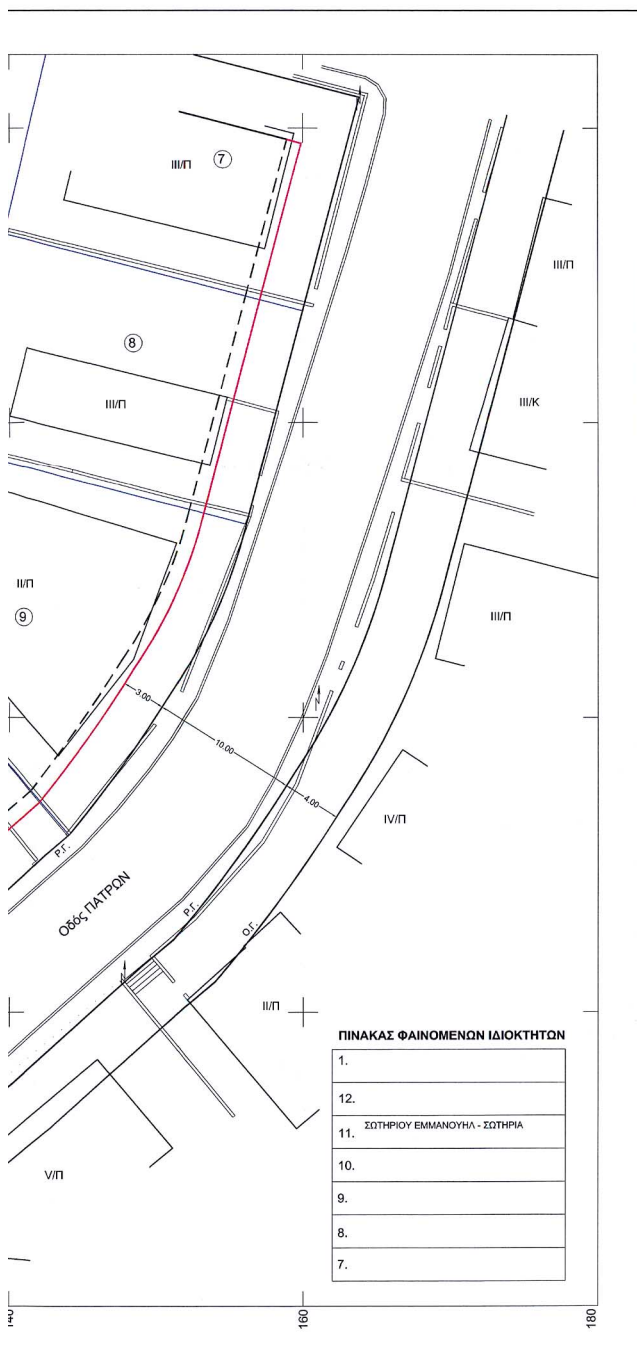 7
III/Π
III/Π
8
III/Π
III/Κ
II/Π
9
III/Π
3.00
10.00
4.00
IV/Π
Ρ.Γ.
Οδός ΠΑΤΡΩΝ
Ρ.Γ.
Ο.Γ.
II/Π
ΠΙΝΑΚΑΣ ΦΑΙΝΟΜΕΝΩΝ ΙΔΙΟΚΤΗΤΩΝ
1.
12.
11. ΣΩΤΗΡΙΟΥ ΕΜΜΑΝΟΥΗΛ - ΣΩΤΗΡΙΑ
10.
9.
8.
7.
V/Π
140
160
180